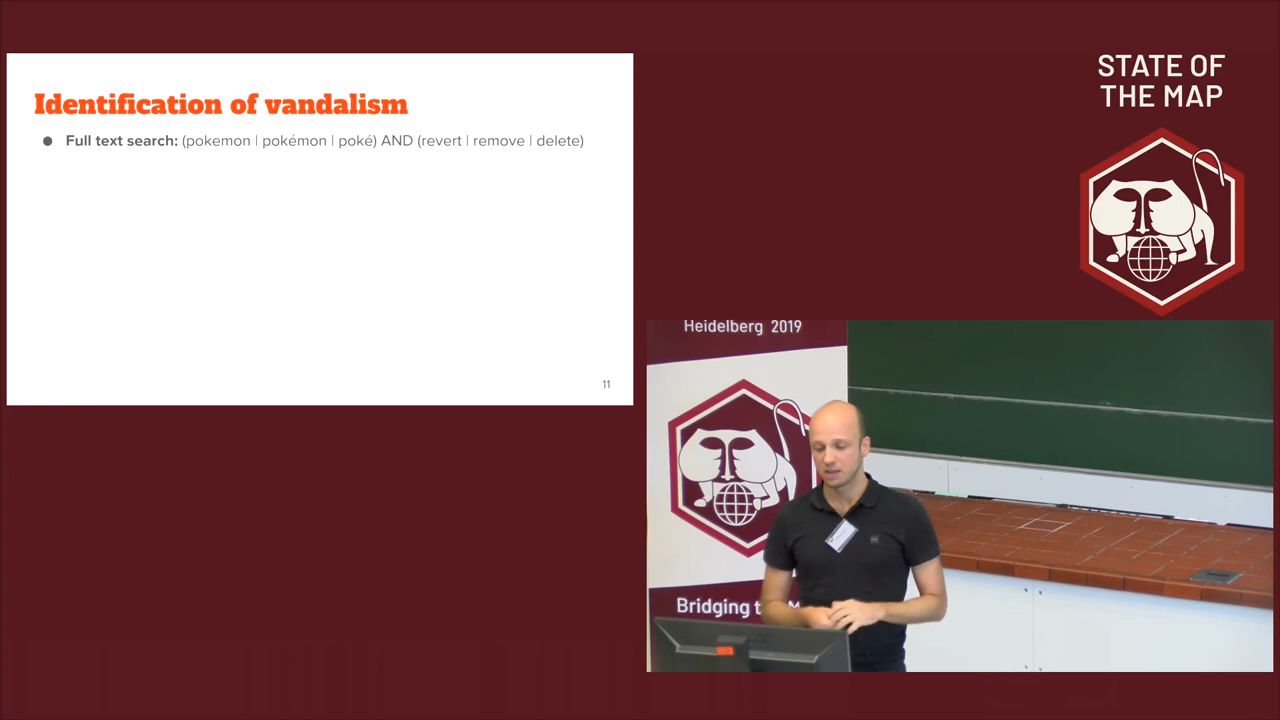 Identification of vandalism
● Full text search: (pokemon | pokémon | poké) AND (revert | remove | delete)
11
STATE OF
THE MAP
Heidelberg 2019
Bridging